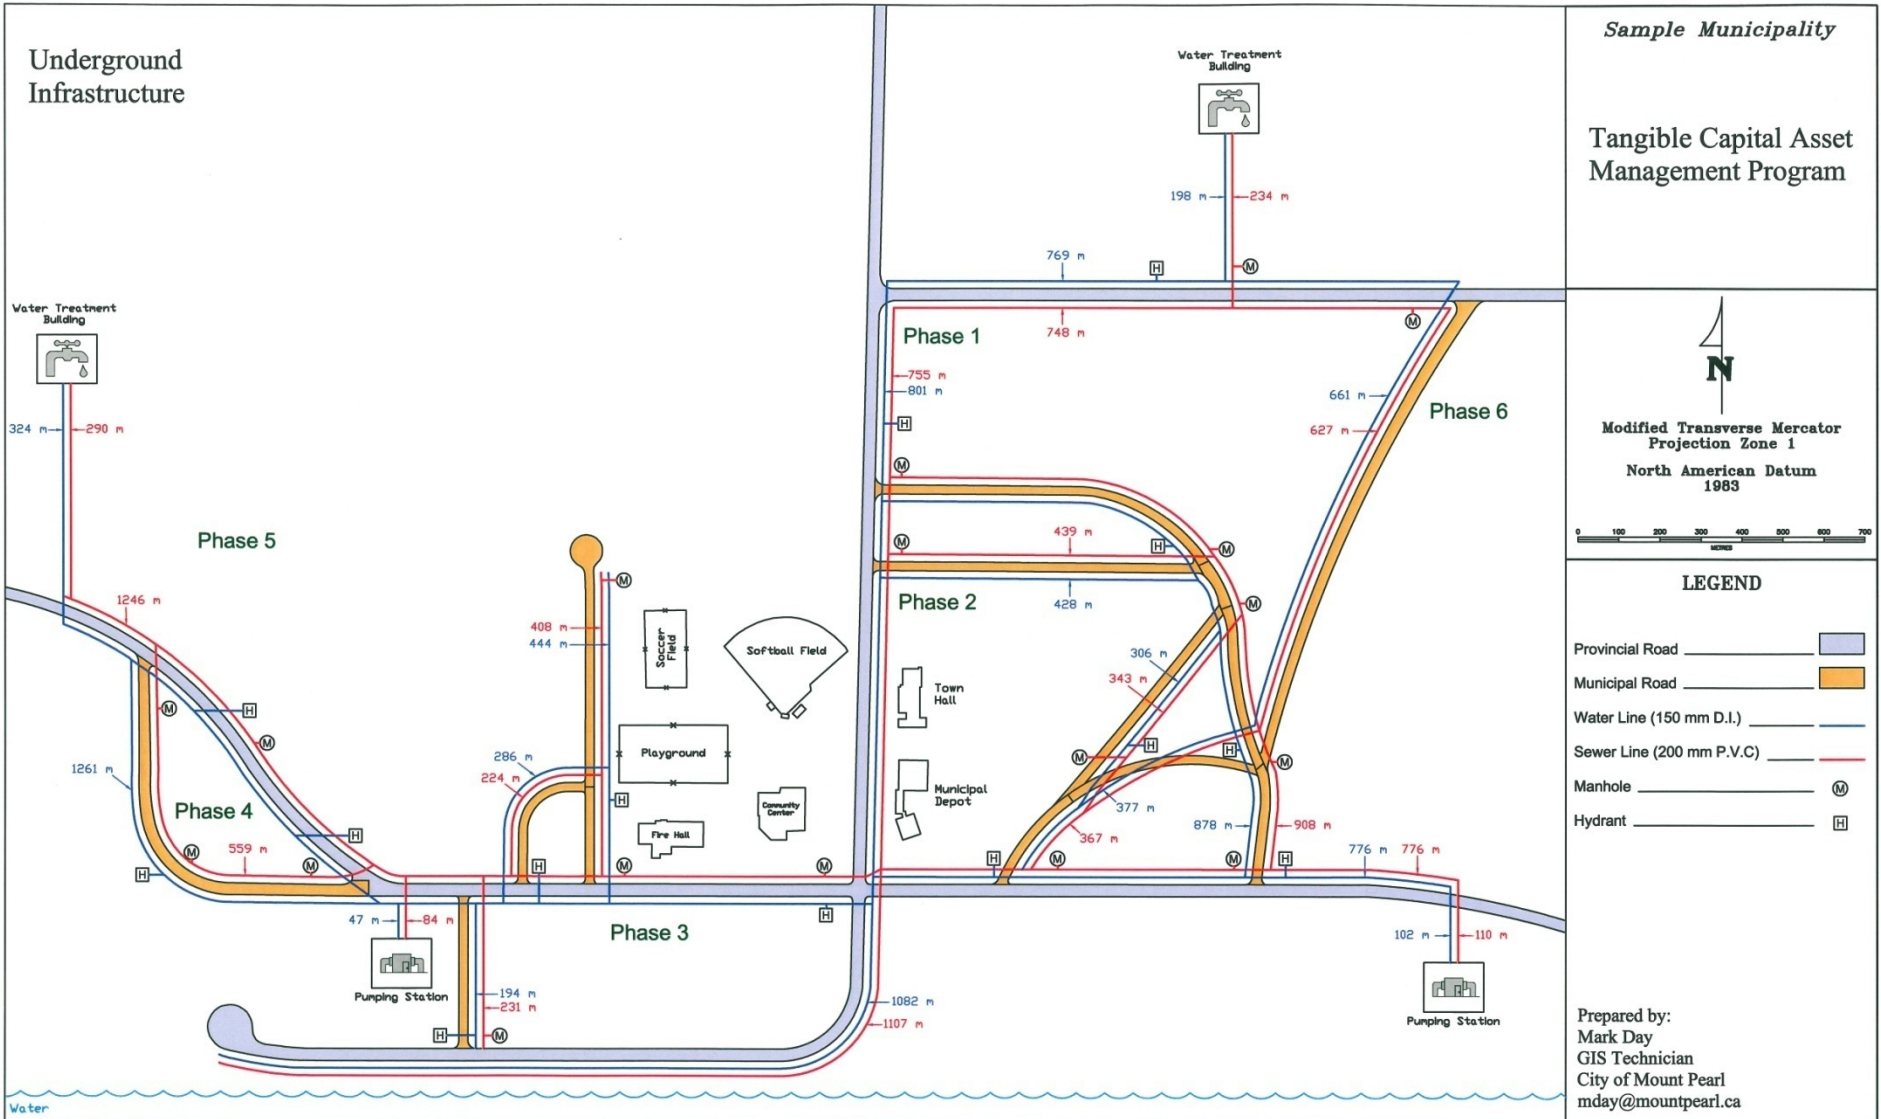 Underground
Infrastructure
Water Treatment
Building
198 m
234 m
769 m
H
M
748 m
M
Phase 1
755 m
801 m
H
M
661 m
627 m
Phase 6
Water Treatment
Building
324 m
290 m
Phase 5
1246 m
M
439 m
H
M
428 m
Phase 2
M
M
408 m
444 m
Soccer
Field
Softball Field
306 m
343 m
Town
Hall
M
H
M
1261 m
Phase 4
286 m
224 m
Playground
H
M
H
H
M
377 m
367 m
Municipal
Depot
Community
Center
Fire Hall
H
H
559 m
M
M
H
H
M
M
878 m
908 m
H
M
M
H
776 m
776 m
47 m
84 m
Pumping Station
Phase 3
H
194 m
231 m
H
M
1082 m
1107 m
102 m
110 m
Pumping Station
Water
Sample Municipality
Tangible Capital Asset
Management Program
N
Modified Transverse Mercator
Projection Zone 1
North American Datum
1983
0 100 200 300 400 500 600 700
METRES
LEGEND
Provincial Road
Municipal Road
Water Line (150 mm D.I.)
Sewer Line (200 mm P.V.C)
Manhole M
Hydrant H
Prepared by:
Mark Day
GIS Technician
City of Mount Pearl
mday@mountpearl.ca